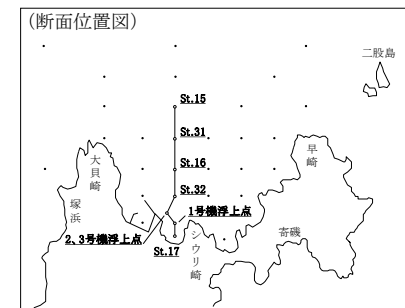 (断面位置図)
二股島
St.15
St.31
早崎
大貝崎
St.16
塚浜
St.32
1号機浮上点
2、3号機浮上点
シウリ崎
寄磯
St.17